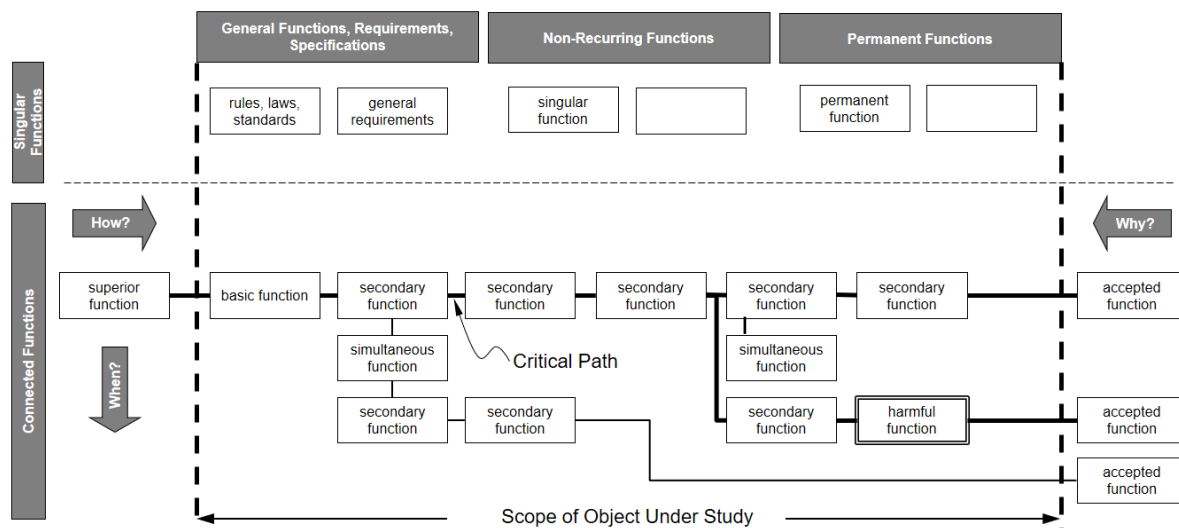 General Functions, Requirements,
Specifications
Non-Recurring Functions
Permanent Functions
Singular
Functions
rules, laws,
standards
general
requirements
singular
function
permanent
function
Connected Functions
How?
Why?
superior
function
basic function
secondary
function
secondary
function
secondary
function
secondary
function
secondary
function
accepted
function
When?
simultaneous
function
Critical Path
simultaneous
function
secondary
function
secondary
function
secondary
function
harmful
function
accepted
function
accepted
function
Scope of Object Under Study